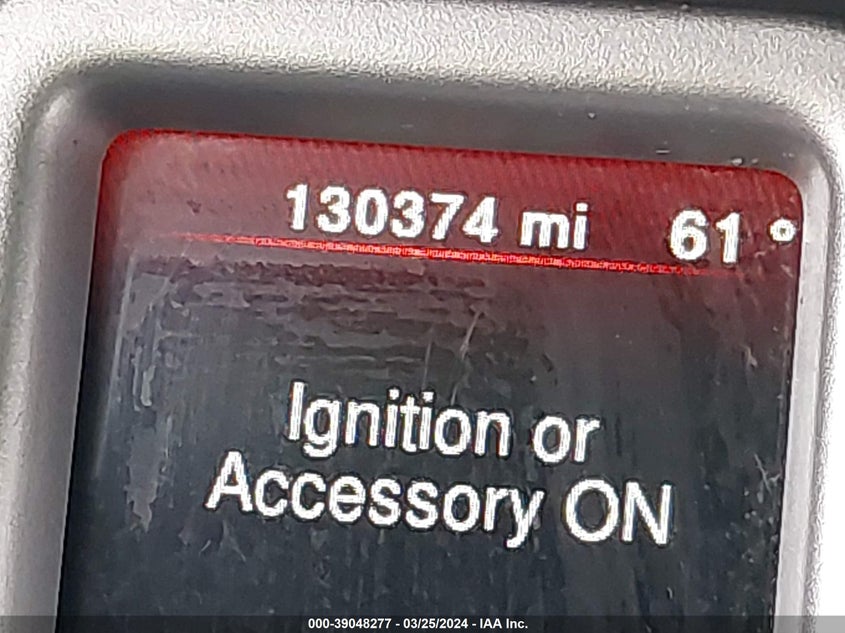 130374 mi 61 °
Ignition or
Accessory ON
000-39048277 - 03/25/2024 - IAA Inc.